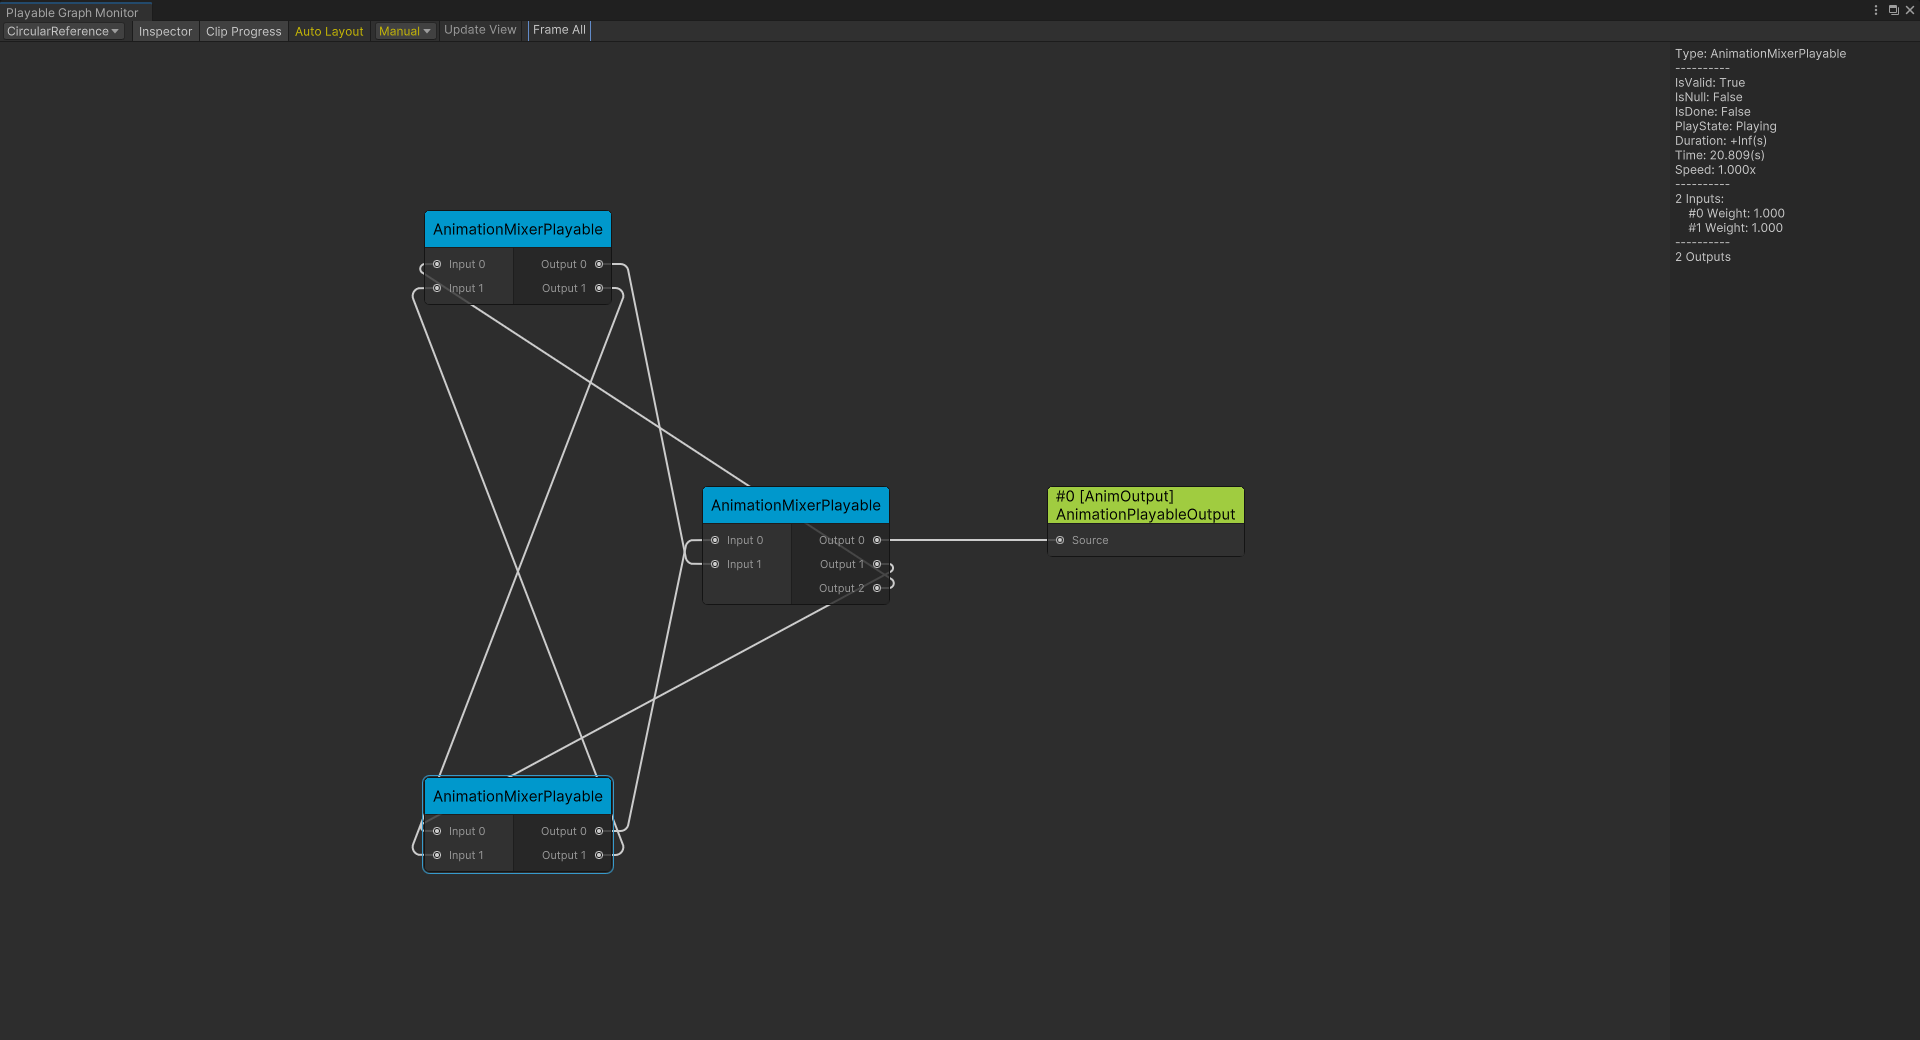 Playable Graph Monitor
CircularReference
Inspector
Clip Progress
Auto Layout
Manual
Update View
Frame All
Type: AnimationMixerPlayable
----------
IsValid: True
IsNull: False
IsDone: False
PlayState: Playing
Duration: +Inf(s)
Time: 20.809(s)
Speed: 1.000x
----------
2 Inputs:
#0 Weight: 1.000
#1 Weight: 1.000
----------
2 Outputs
AnimationMixerPlayable
Input 0
Output 0
Input 1
Output 1
AnimationMixerPlayable
Input 0
Output 0
Input 1
Output 1
Output 2
#0 [AnimOutput]
AnimationPlayableOutput
Source
AnimationMixerPlayable
Input 0
Output 0
Input 1
Output 1